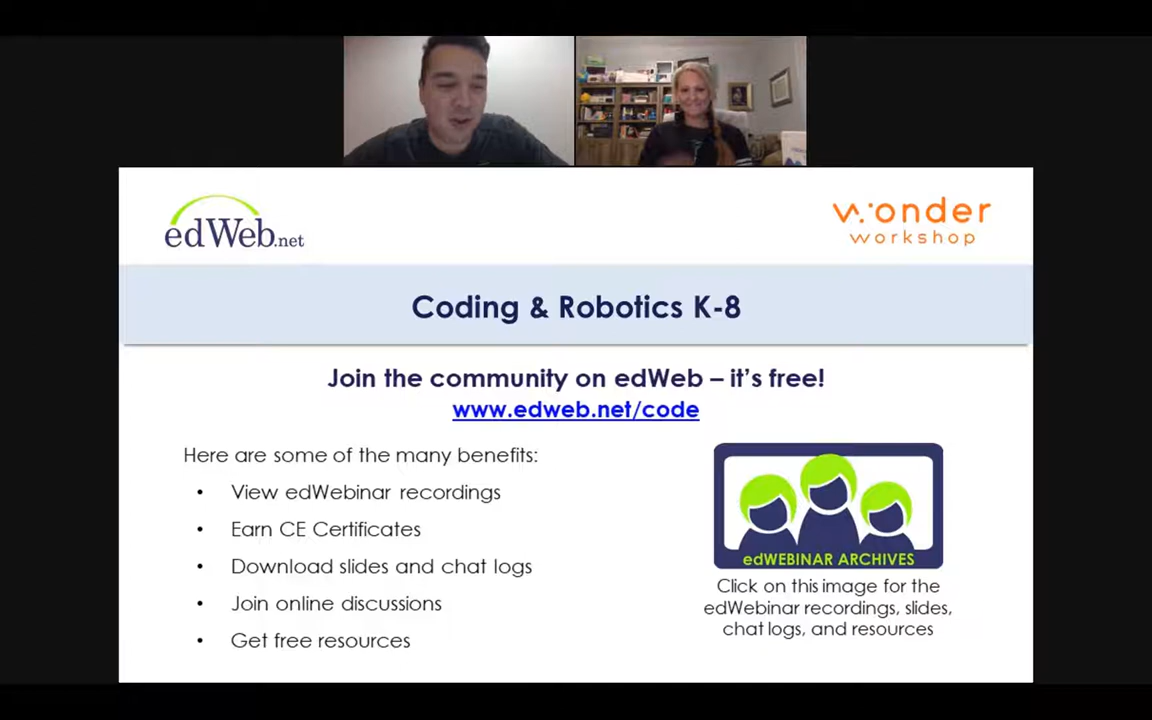 edWeb.net
wonder
workshop
Coding & Robotics K-8
Join the community on edWeb – it's free!
www.edweb.net/code
Here are some of the many benefits:
• View edWebinar recordings
• Earn CE Certificates
• Download slides and chat logs
• Join online discussions
• Get free resources
edWEBINAR ARCHIVES
Click on this image for the
edWebinar recordings, slides,
chat logs, and resources